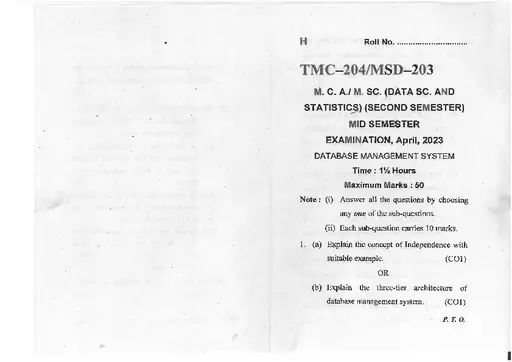 H Roll No. ..............................
TMC–204/MSD–203
M. C. A./ M. SC. (DATA SC. AND
STATISTICS) (SECOND SEMESTER)
MID SEMESTER
EXAMINATION, April, 2023
DATABASE MANAGEMENT SYSTEM
Time : 1½ Hours
Maximum Marks : 50
Note : (i) Answer all the questions by choosing
any one of the sub-questions.
(ii) Each sub-question carries 10 marks.
1. (a) Explain the concept of Independence with
suitable example. (CO1)
OR
(b) Explain the three-tier architecture of
database management system. (CO1)
P. T. O.